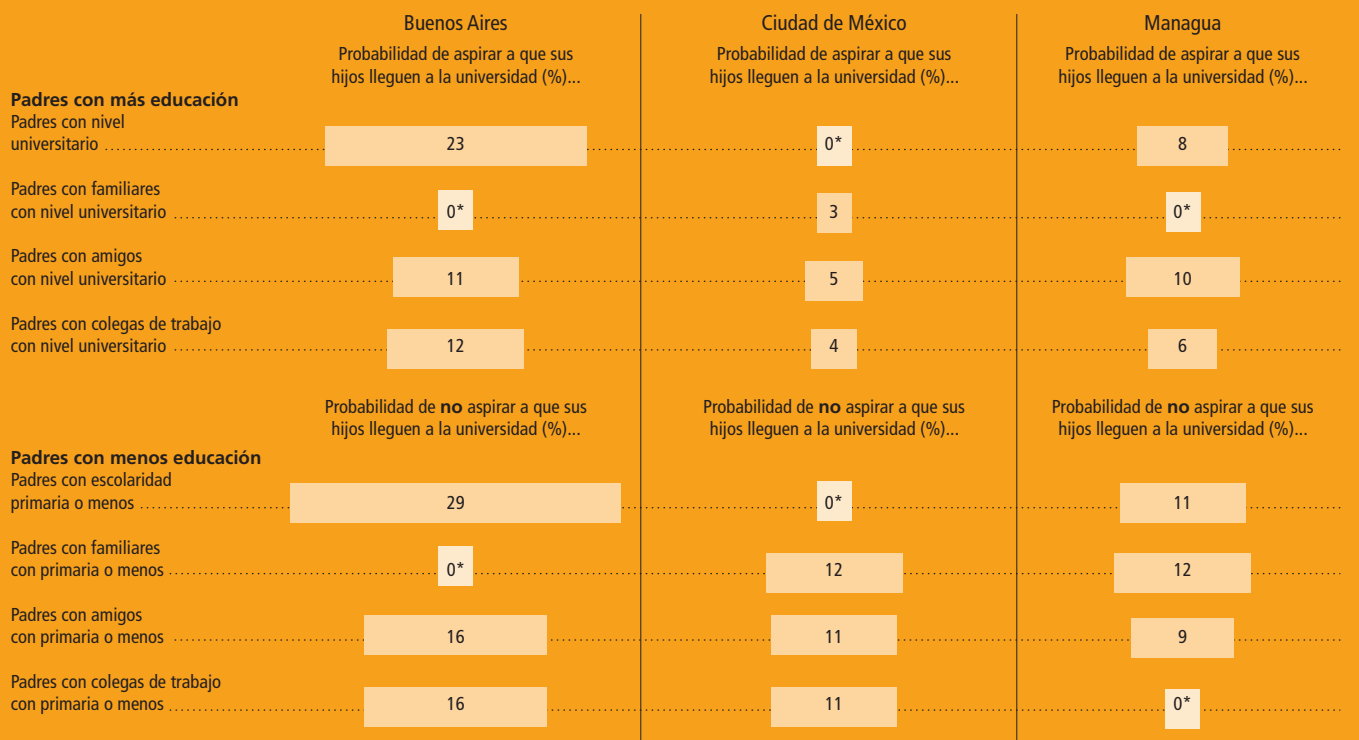 Buenos Aires
Ciudad de México
Managua
Probabilidad de aspirar a que sus
hijos lleguen a la universidad (%)...
Probabilidad de aspirar a que sus
hijos lleguen a la universidad (%)...
Probabilidad de aspirar a que sus
hijos lleguen a la universidad (%)...
Padres con más educación
Padres con nivel
universitario 23 0* 8
Padres con familiares
con nivel universitario 0* 3 0*
Padres con amigos
con nivel universitario 11 5 10
Padres con colegas de trabajo
con nivel universitario 12 4 6
Probabilidad de no aspirar a que sus
hijos lleguen a la universidad (%)...
Probabilidad de no aspirar a que sus
hijos lleguen a la universidad (%)...
Probabilidad de no aspirar a que sus
hijos lleguen a la universidad (%)...
Padres con menos educación
Padres con escolaridad
primaria o menos 29 0* 11
Padres con familiares
con primaria o menos 0* 12 12
Padres con amigos
con primaria o menos 16 11 9
Padres con colegas de trabajo
con primaria o menos 16 11 0*